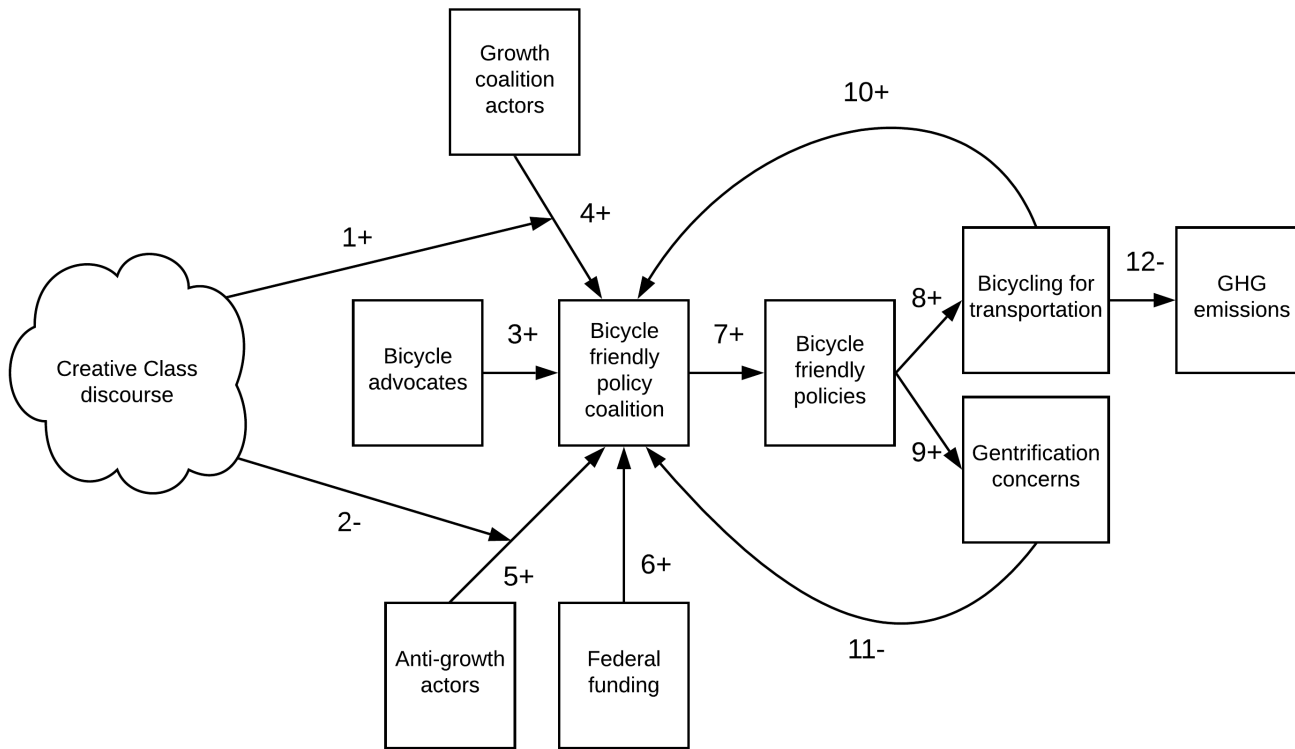 Growth
coalition
actors
10+
4+
1+
12-
Bicycling for
transportation
GHG
emissions
8+
3+
7+
Bicycle
friendly
policy
coalition
Bicycle
advocates
Bicycle
friendly
policies
Creative Class
discourse
9+
Gentrification
concerns
2-
5+
6+
11-
Anti-growth
actors
Federal
funding